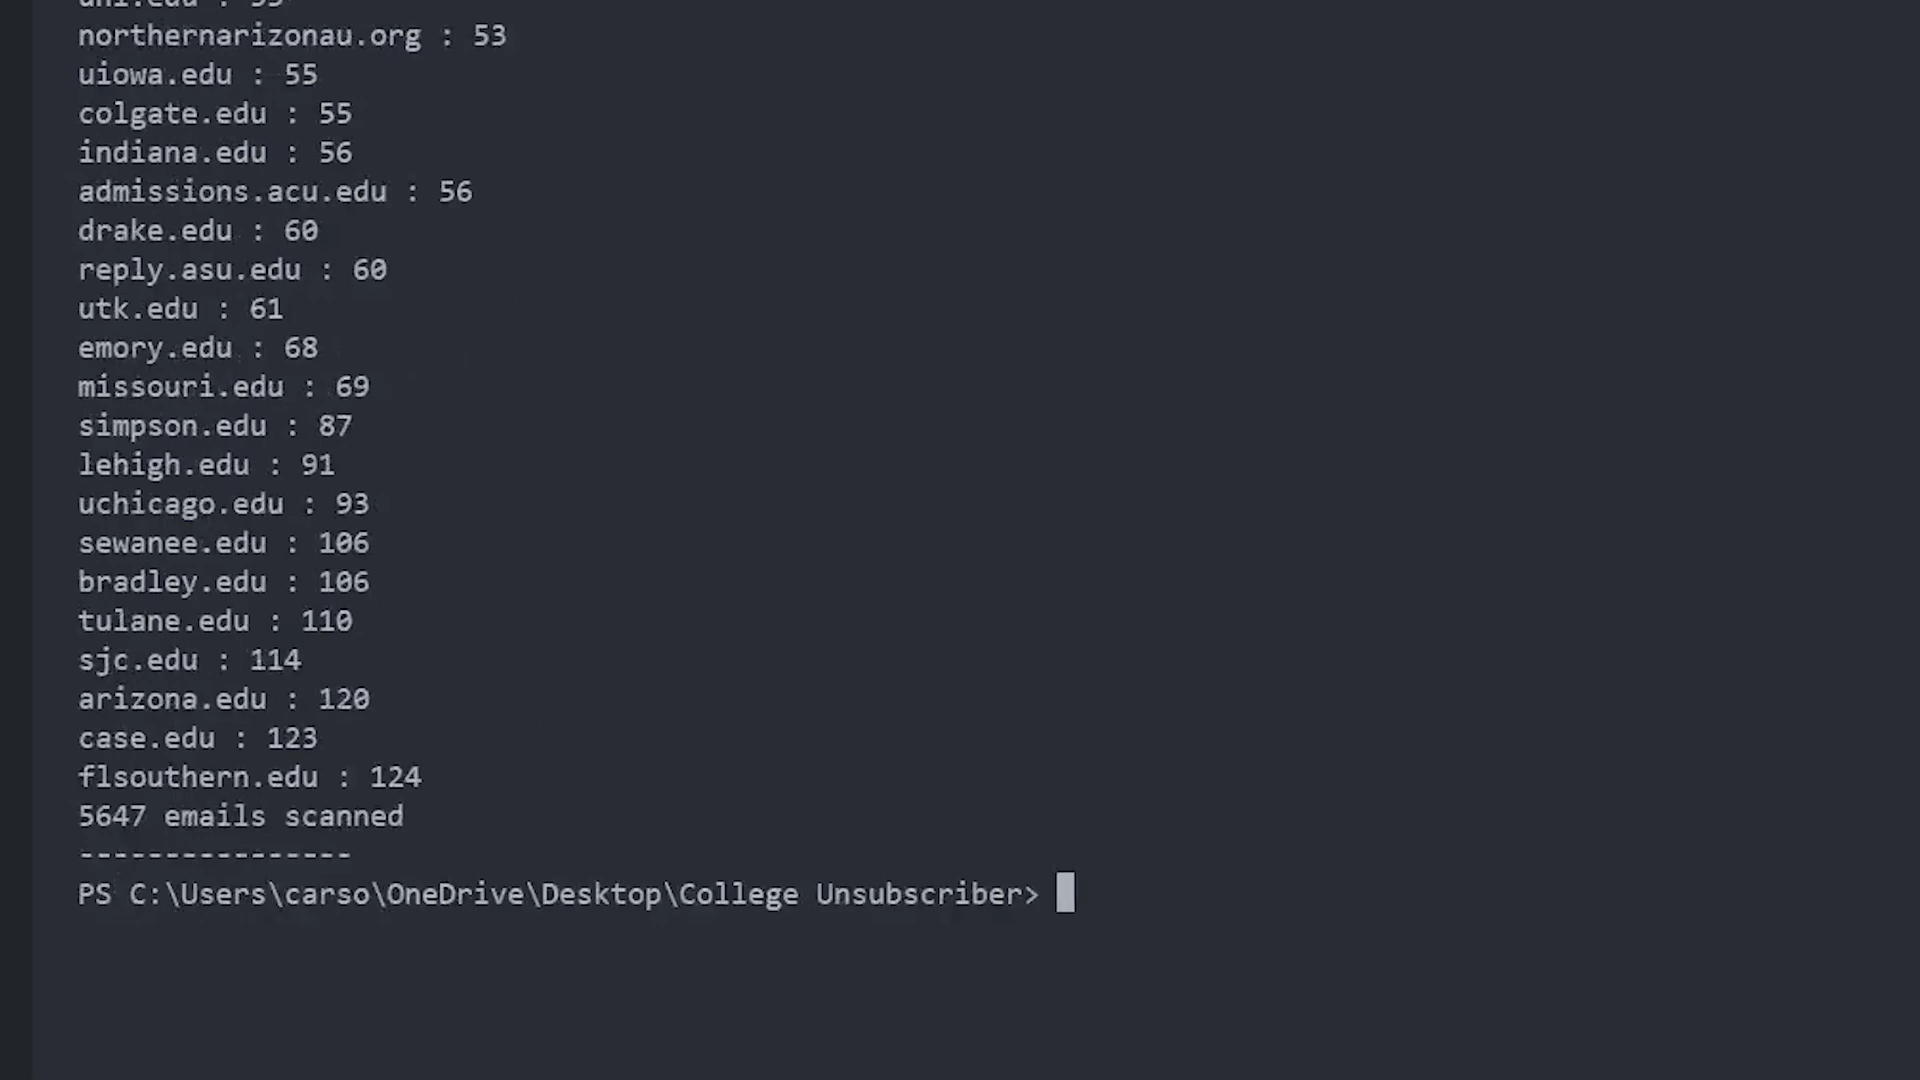 northernarizonau.org : 53
uiowa.edu : 55
colgate.edu : 55
indiana.edu : 56
admissions.acu.edu : 56
drake.edu : 60
reply.asu.edu : 60
utk.edu : 61
emory.edu : 68
missouri.edu : 69
simpson.edu : 87
lehigh.edu : 91
uchicago.edu : 93
sewanee.edu : 106
bradley.edu : 106
tulane.edu : 110
sjc.edu : 114
arizona.edu : 120
case.edu : 123
flsouthern.edu : 124
5647 emails scanned
----------------
PS C:\Users\carso\OneDrive\Desktop\College Unsubscriber>